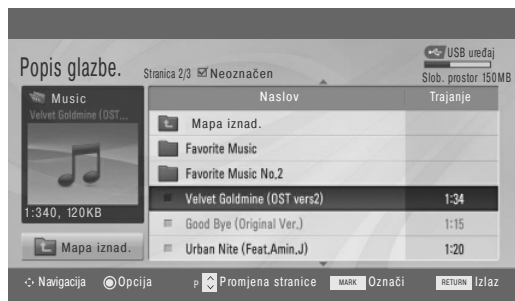 Popis glazbe.
Stranica 2/3 ☑ Neoznačen
USB uređaj
Slob. prostor 150MB
Music
Velvet Goldmine (OST...
1:340, 120KB
Mapa iznad.
Naslov Trajanje
Mapa iznad.
Favorite Music
Favorite Music No,2
Velvet Goldmine (OST vers2) 1:34
Good Bye (Original Ver,) 1:15
Urban Nite (Feat,Amin,J) 1:20
Navigacija Opcija P Promjena stranice MARK Označi RETURN Izlaz